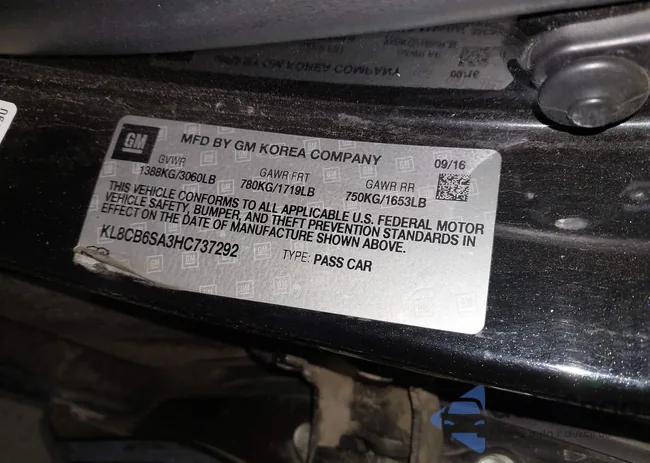 GM
MFD BY GM KOREA COMPANY
09/16
GVWR GAWR FRT GAWR RR
1388KG/3060LB 780KG/1719LB 750KG/1653LB
THIS VEHICLE CONFORMS TO ALL APPLICABLE U.S. FEDERAL MOTOR
VEHICLE SAFETY, BUMPER, AND THEFT PREVENTION STANDARDS IN
EFFECT ON THE DATE OF MANUFACTURE SHOWN ABOVE.
KL8CB6SA3HC737292 TYPE: PASS CAR